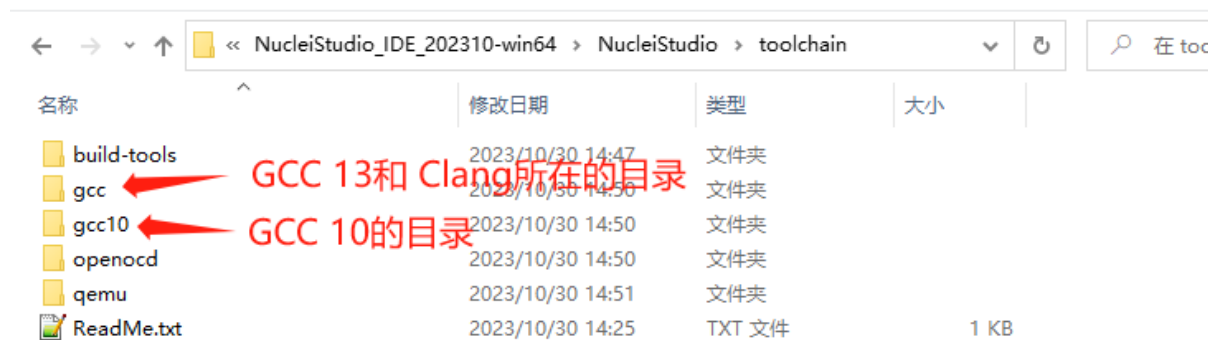 « NucleiStudio_IDE_202310-win64 › NucleiStudio › toolchain 在 too
名称 修改日期 类型 大小
build-tools 2023/10/30 14:47 文件夹
GCC 13和 Clang所在的目录
gcc 2023/10/30 14:50 文件夹
gcc10 2023/10/30 14:50 文件夹
GCC 10的目录
openocd 2023/10/30 14:50 文件夹
qemu 2023/10/30 14:51 文件夹
ReadMe.txt 2023/10/30 14:25 TXT 文件 1 KB